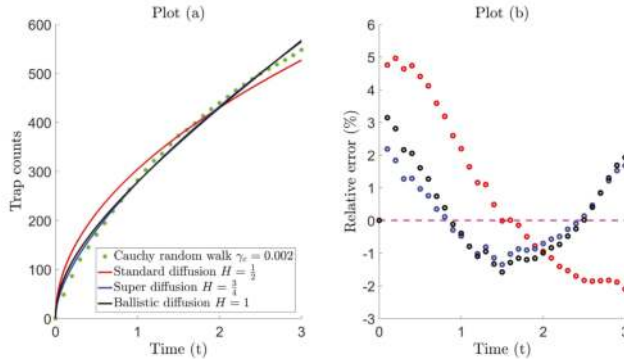 Plot (a)
600
500
400
300
200
100
0
Trap counts
Cauchy random walk γc = 0.002
Standard diffusion H = 1/2
Super diffusion H = 3/4
Ballistic diffusion H = 1
0
1
2
3
Time (t)
Plot (b)
6
5
4
3
2
1
0
-1
-2
-3
Relative error (%)
0
1
2
3
Time (t)